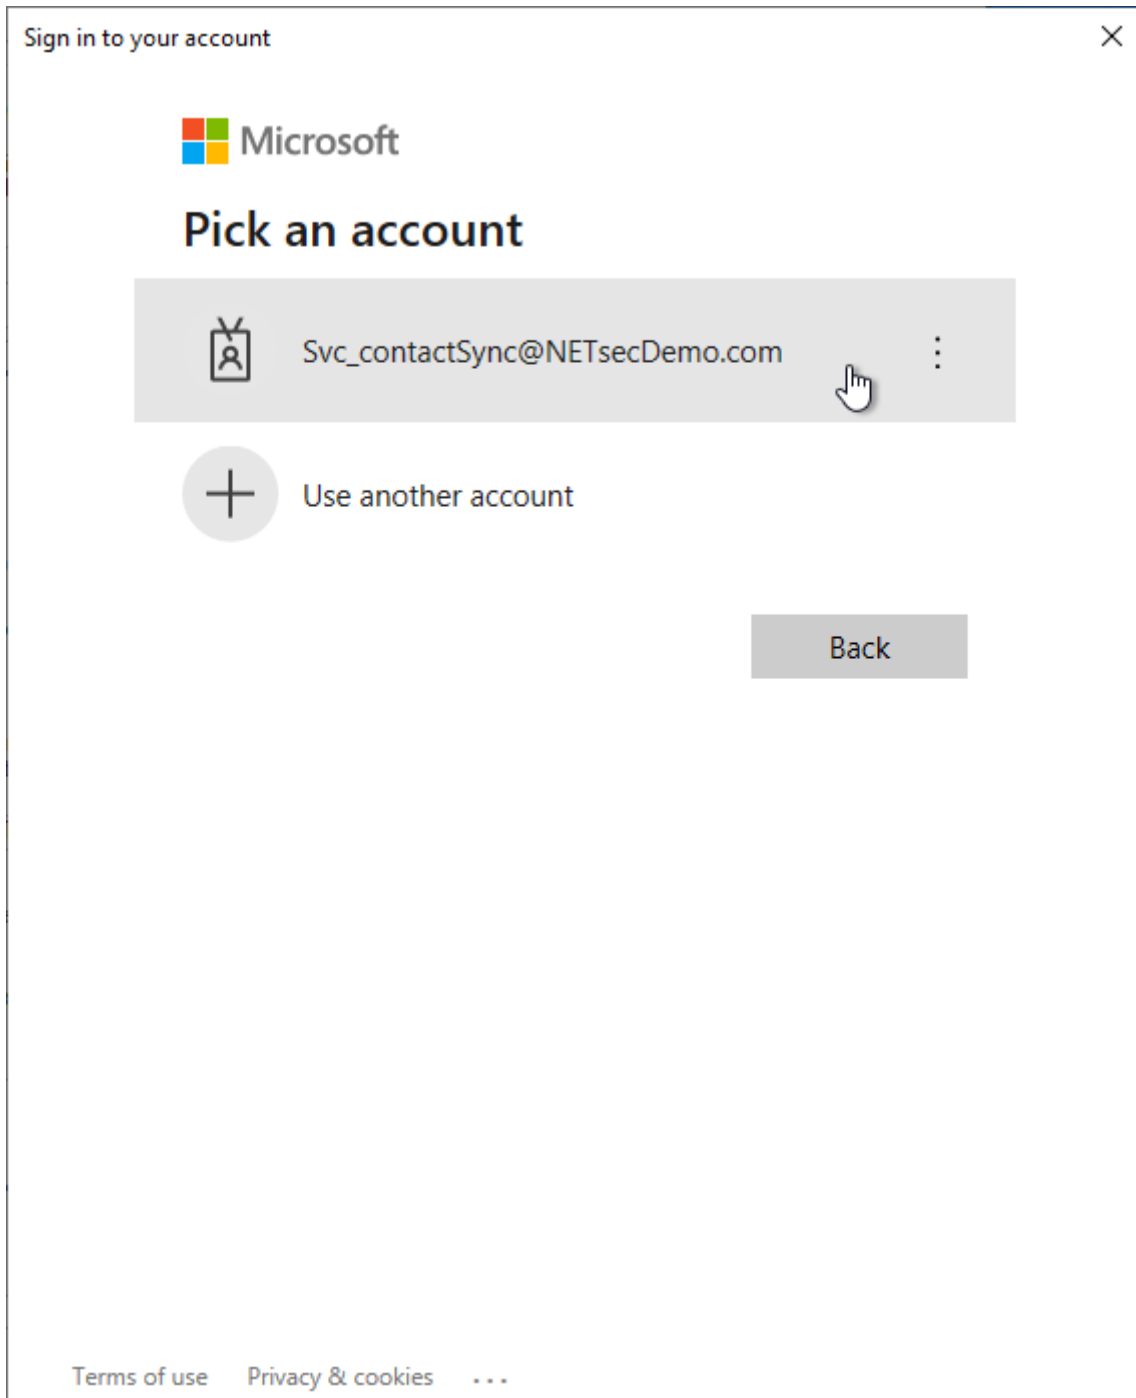 Sign in to your account
Microsoft
Pick an account
Svc_contactSync@NETsecDemo.com
Use another account
Back
Terms of use Privacy & cookies ...